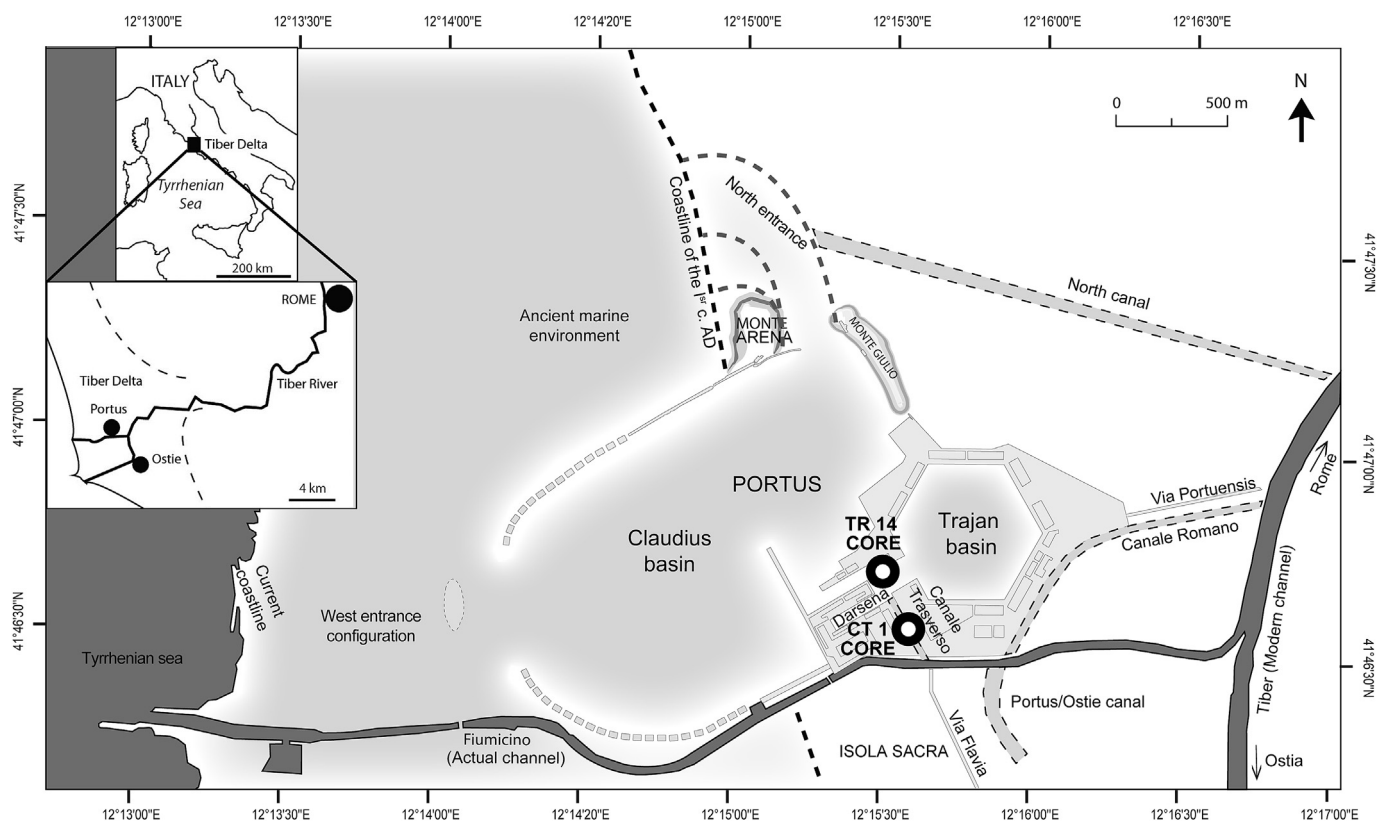 12°13'00"E
12°13'30"E
12°14'00"E
12°14'20"E
12°15'00"E
12°15'30"E
12°16'00"E
12°16'30"E
ITALY
Tiber Delta
Tyrrhenian
Sea
200 km
ROME
Tiber Delta
Tiber River
Portus
Ostie
4 km
0
500 m
N
41°47'30"N
41°47'00"N
41°46'30"N
41°47'30"N
41°47'00"N
41°46'30"N
Coastline of the Isr c. AD
North entrance
North canal
Ancient marine
environment
MONTE
ARENA
MONTE GIULIO
PORTUS
Claudius
basin
Trajan
basin
TR 14
CORE
Via Portuensis
Canale Romano
Rome
Darsena
Canale
Trasverso
CT 1
CORE
Current
coastline
West entrance
configuration
Tyrrhenian sea
Tiber (Modern channel)
Portus/Ostie canal
Fiumicino
(Actual channel)
ISOLA SACRA
Via Flavia
Ostia
12°13'00"E
12°13'30"E
12°14'00"E
12°14'20"E
12°15'00"E
12°15'30"E
12°16'00"E
12°16'30"E
12°17'00"E